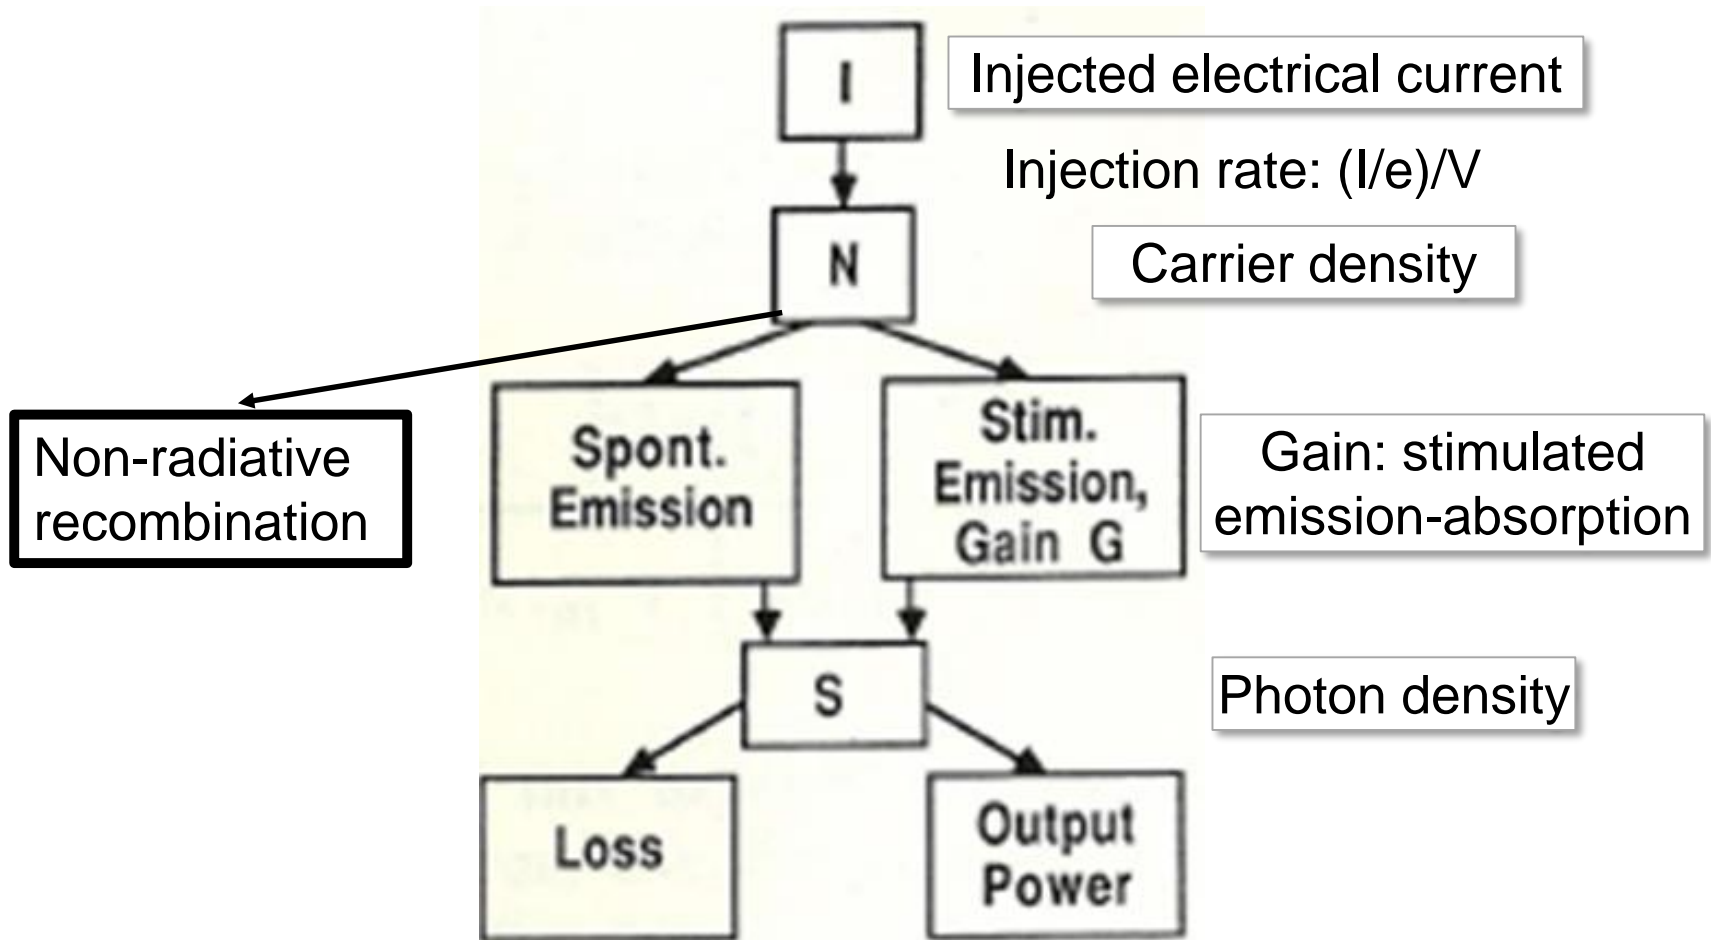 I
Injected electrical current
Injection rate: (I/e)/V
N
Carrier density
Non-radiative
recombination
Spont.
Emission
Stim.
Emission,
Gain G
Gain: stimulated
emission-absorption
S
Photon density
Loss
Output
Power